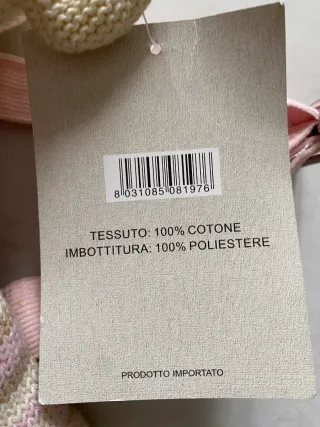 8 031085 081976
TESSUTO: 100% COTONE
IMBOTTITURA: 100% POLIESTERE
PRODOTTO IMPORTATO